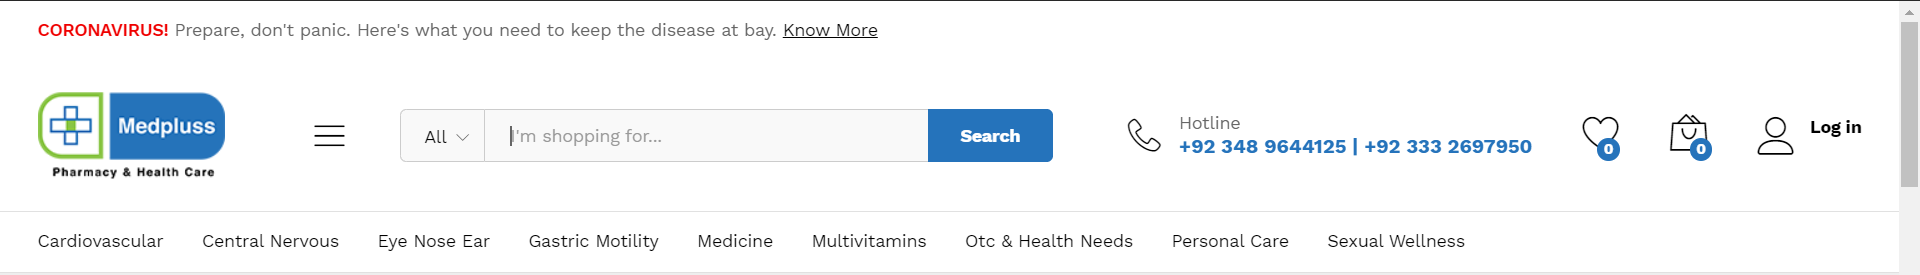 CORONAVIRUS! Prepare, don't panic. Here's what you need to keep the disease at bay. Know More
Medpluss
Pharmacy & Health Care
All
I'm shopping for...
Search
Hotline
+92 348 9644125 | +92 333 2697950
0
0
Log in
Cardiovascular Central Nervous Eye Nose Ear Gastric Motility Medicine Multivitamins Otc & Health Needs Personal Care Sexual Wellness